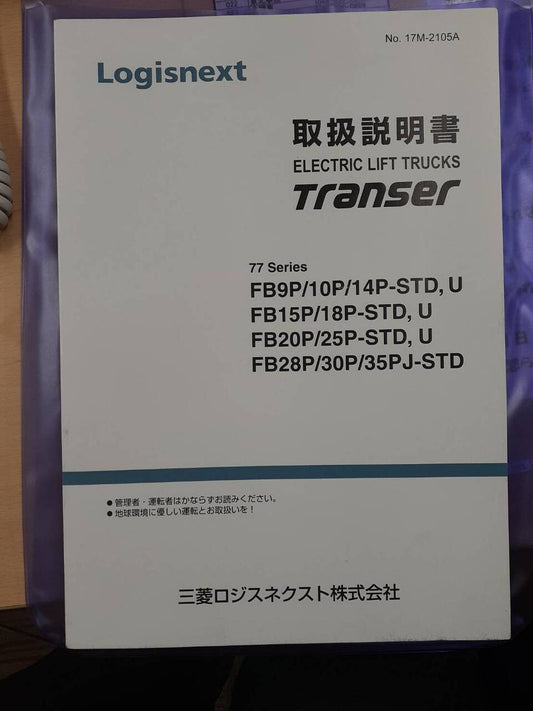 No. 17M-2105A
Logisnext
取扱説明書
ELECTRIC LIFT TRUCKS
Transer
77 Series
FB9P/10P/14P-STD, U
FB15P/18P-STD, U
FB20P/25P-STD, U
FB28P/30P/35PJ-STD
● 管理者・運転者はかならずお読みください。
● 地球環境に優しい運転とお取扱いを！
三菱ロジスネクスト株式会社